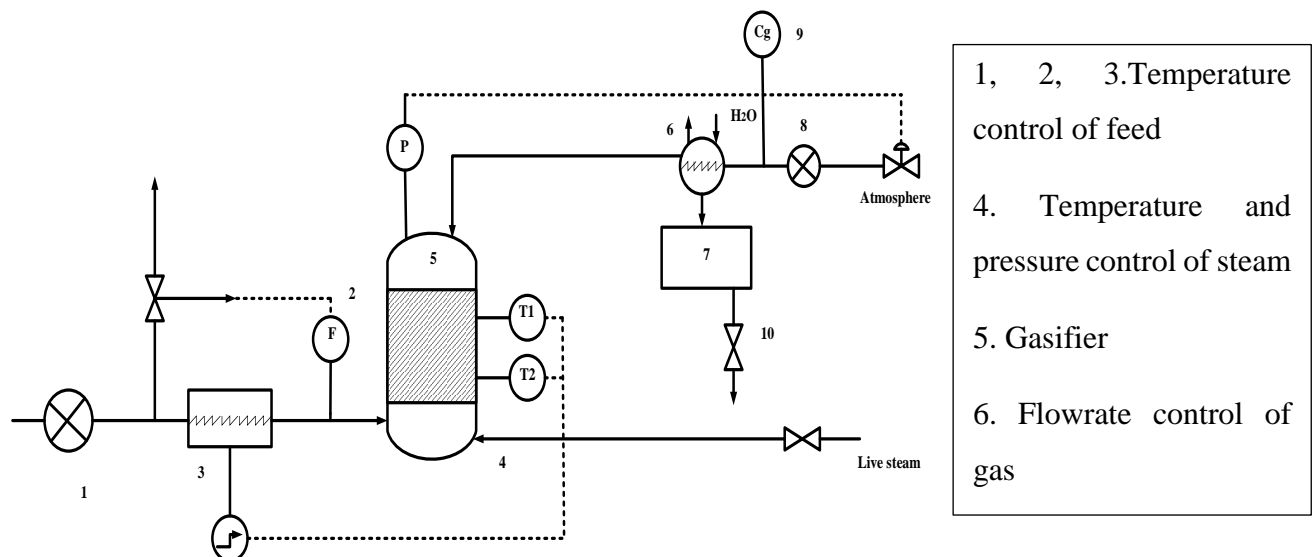 Cg 9
H2O
6 8
P
Atmosphere
5
7
2
T1
F
10
T2
Live steam
3 4
1
1, 2, 3.Temperature
control of feed
4. Temperature and
pressure control of steam
5. Gasifier
6. Flowrate control of
gas